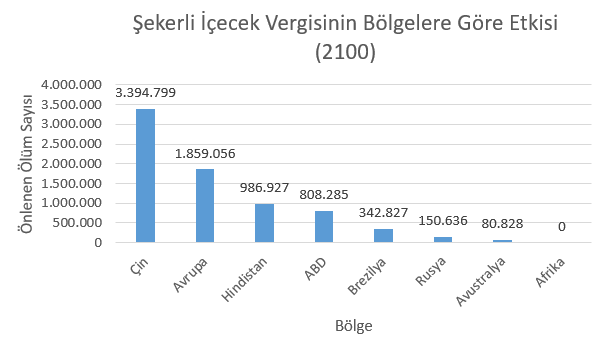 Şekerli İçecek Vergisinin Bölgelere Göre Etkisi
(2100)
Önlenen Ölüm Sayısı
4.000.000
3.500.000
3.000.000
2.500.000
2.000.000
1.500.000
1.000.000
500.000
0
3.394.799
1.859.056
986.927
808.285
342.827
150.636
80.828
0
Çin
Avrupa
Hindistan
ABD
Brezilya
Rusya
Avustralya
Afrika
Bölge